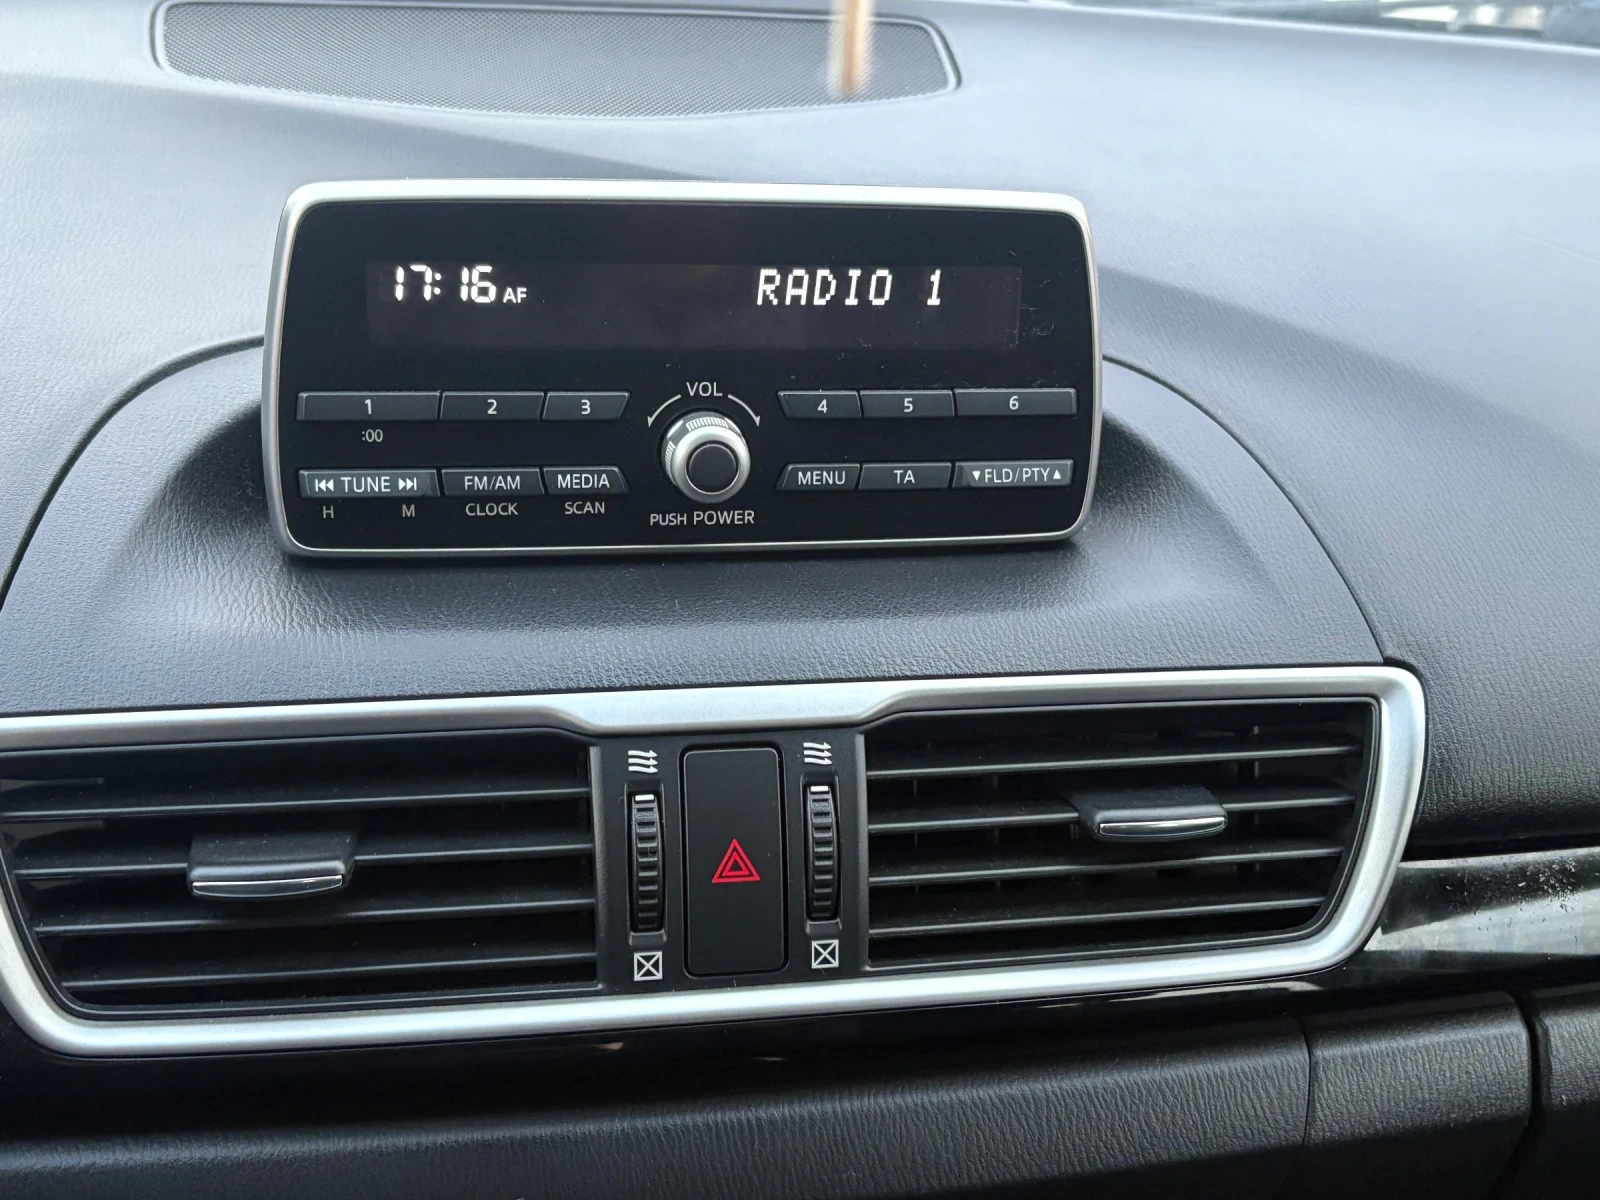 17:16 AF RADIO 1
VOL
1 2 3 4 5 6
:00
⏮ TUNE ⏭ FM/AM MEDIA MENU TA ▼FLD/PTY▲
H M CLOCK SCAN
PUSH POWER